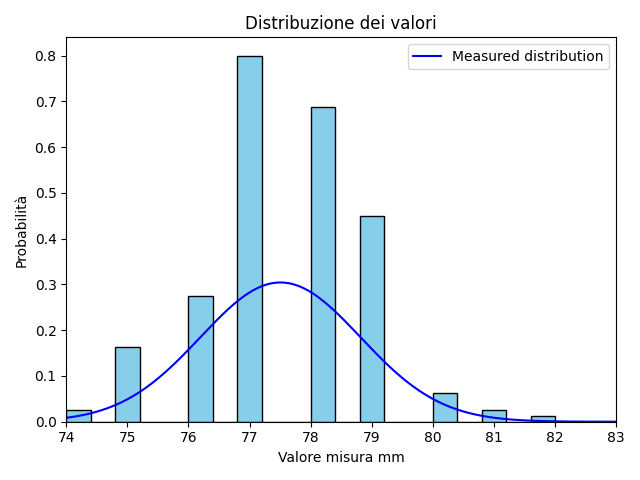 Distribuzione dei valori
Measured distribution
Probabilità
0.8
0.7
0.6
0.5
0.4
0.3
0.2
0.1
0.0
74 75 76 77 78 79 80 81 82 83
Valore misura mm